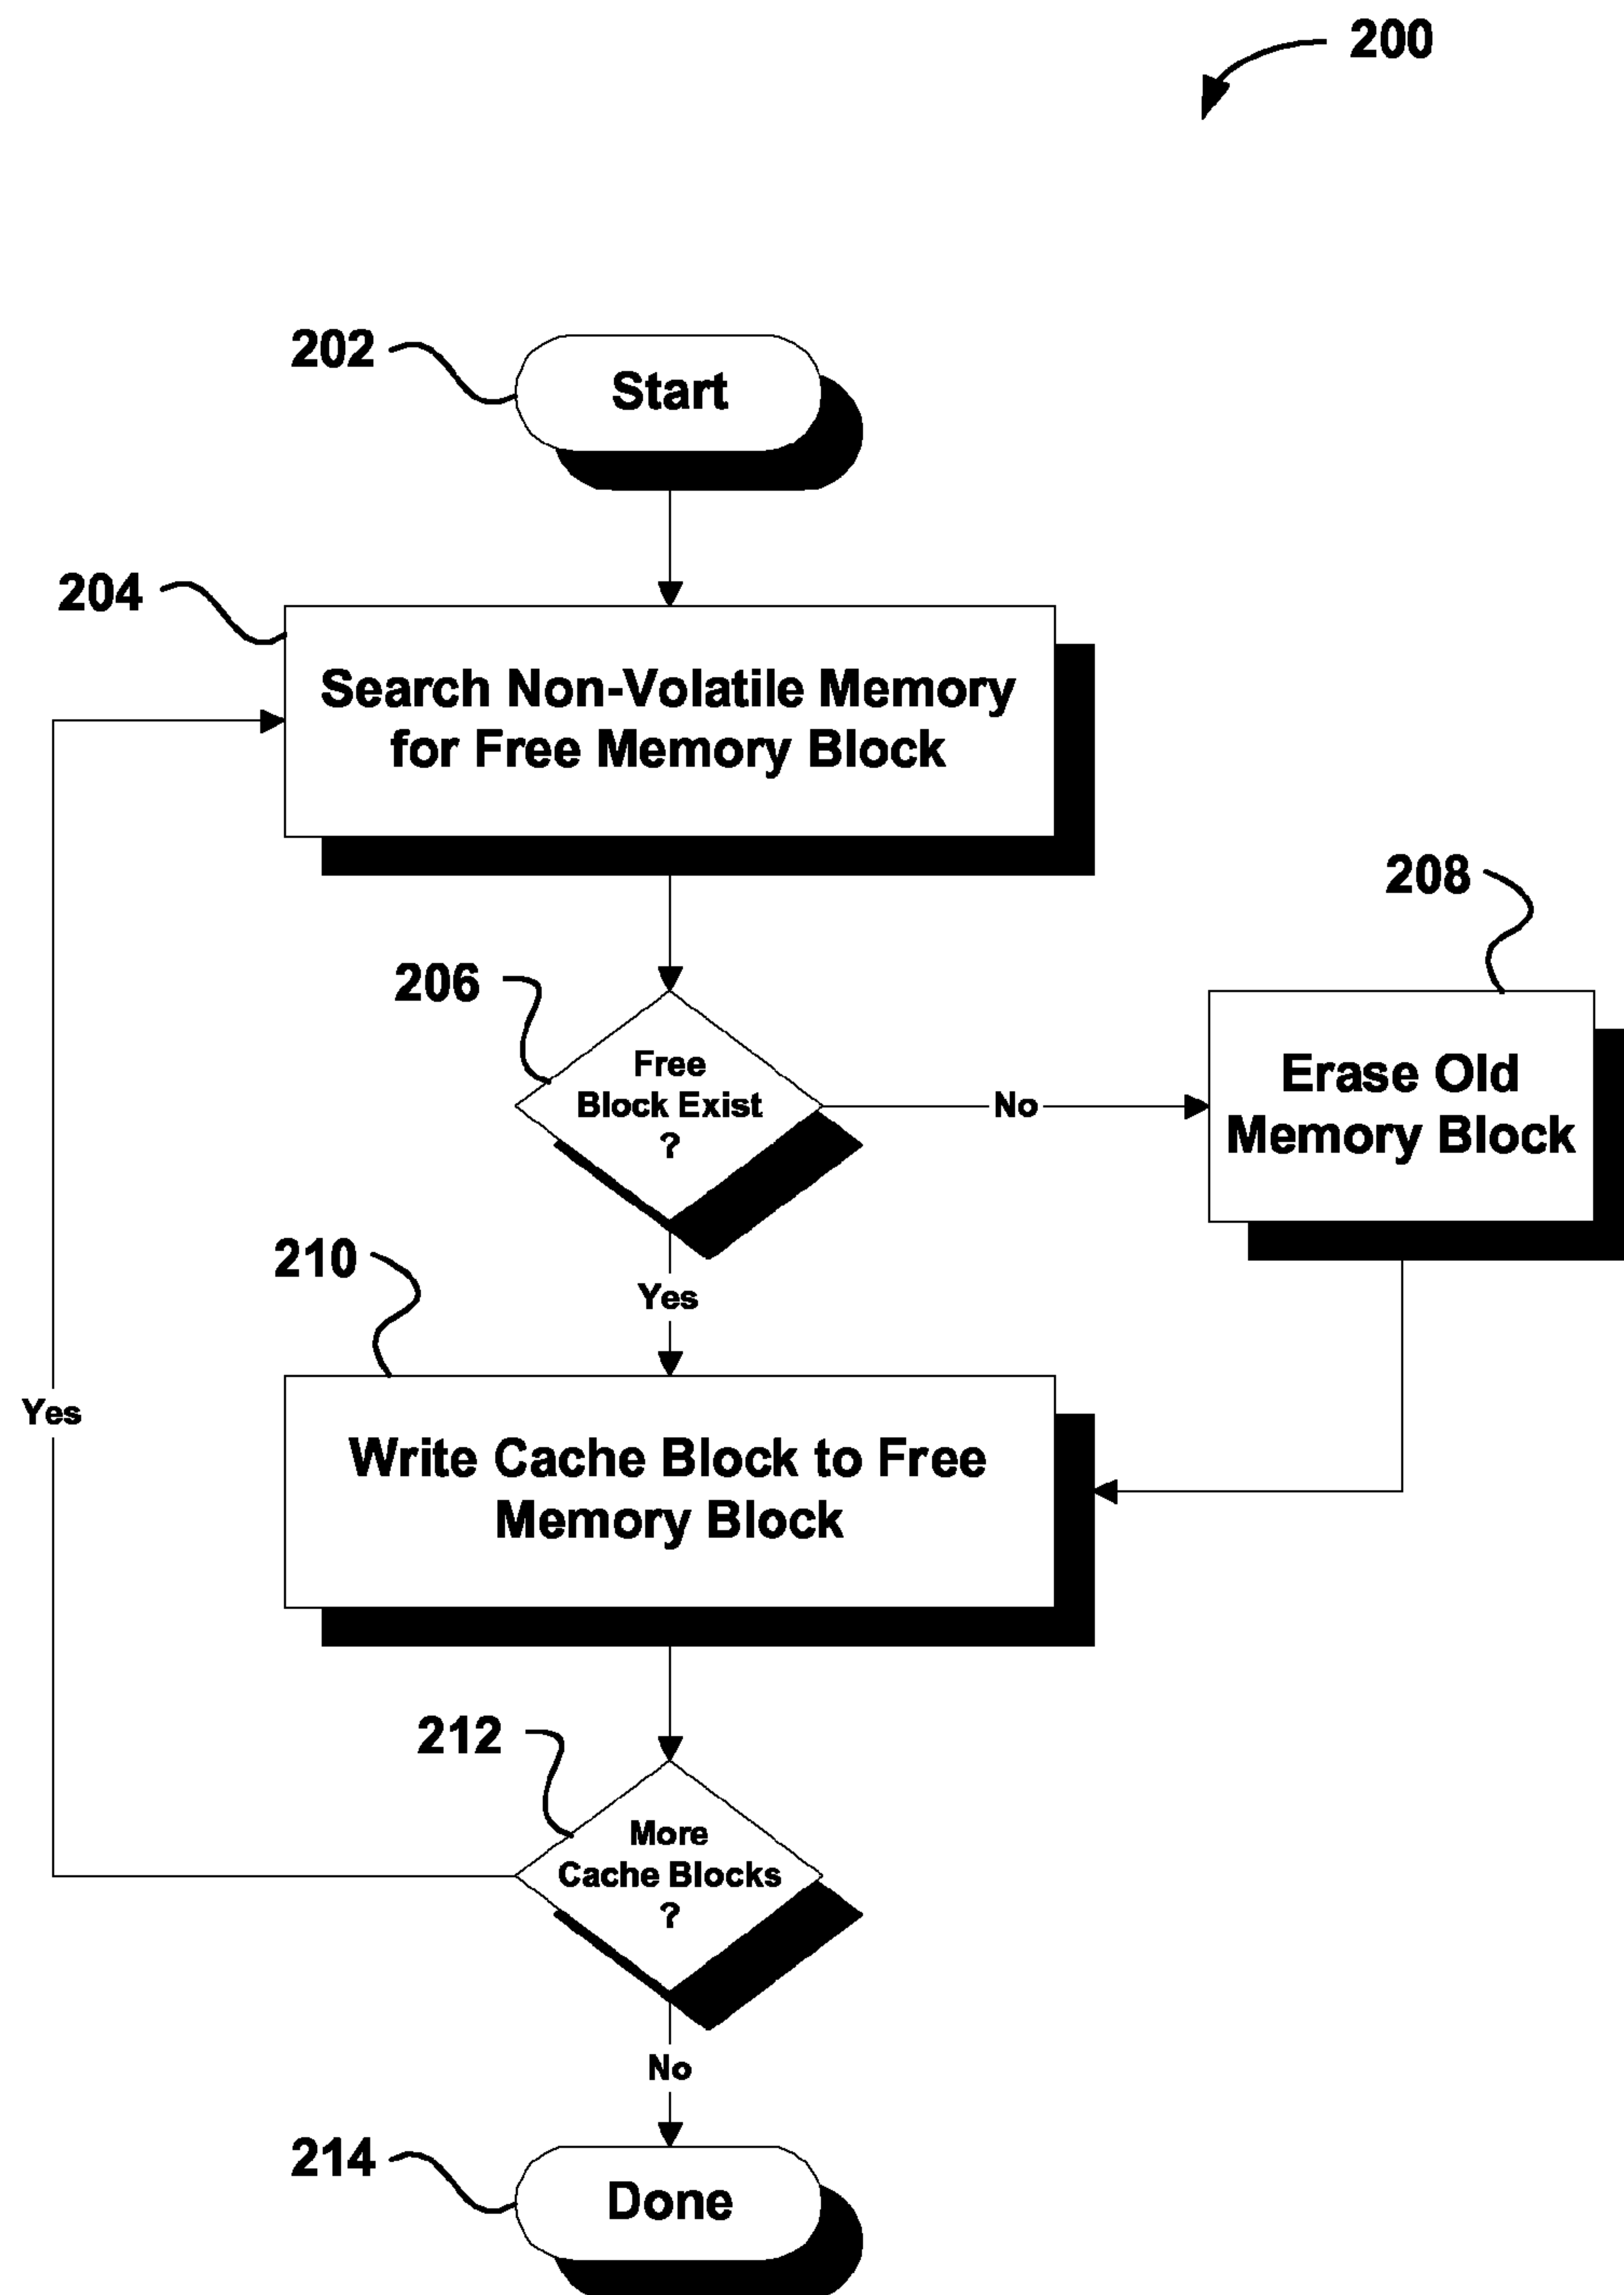 200
202
Start
204
Search Non-Volatile Memory
for Free Memory Block
208
206
Free
Block Exist
?
No
Erase Old
Memory Block
210
Yes
Yes
Write Cache Block to Free
Memory Block
212
More
Cache Blocks
?
No
214
Done